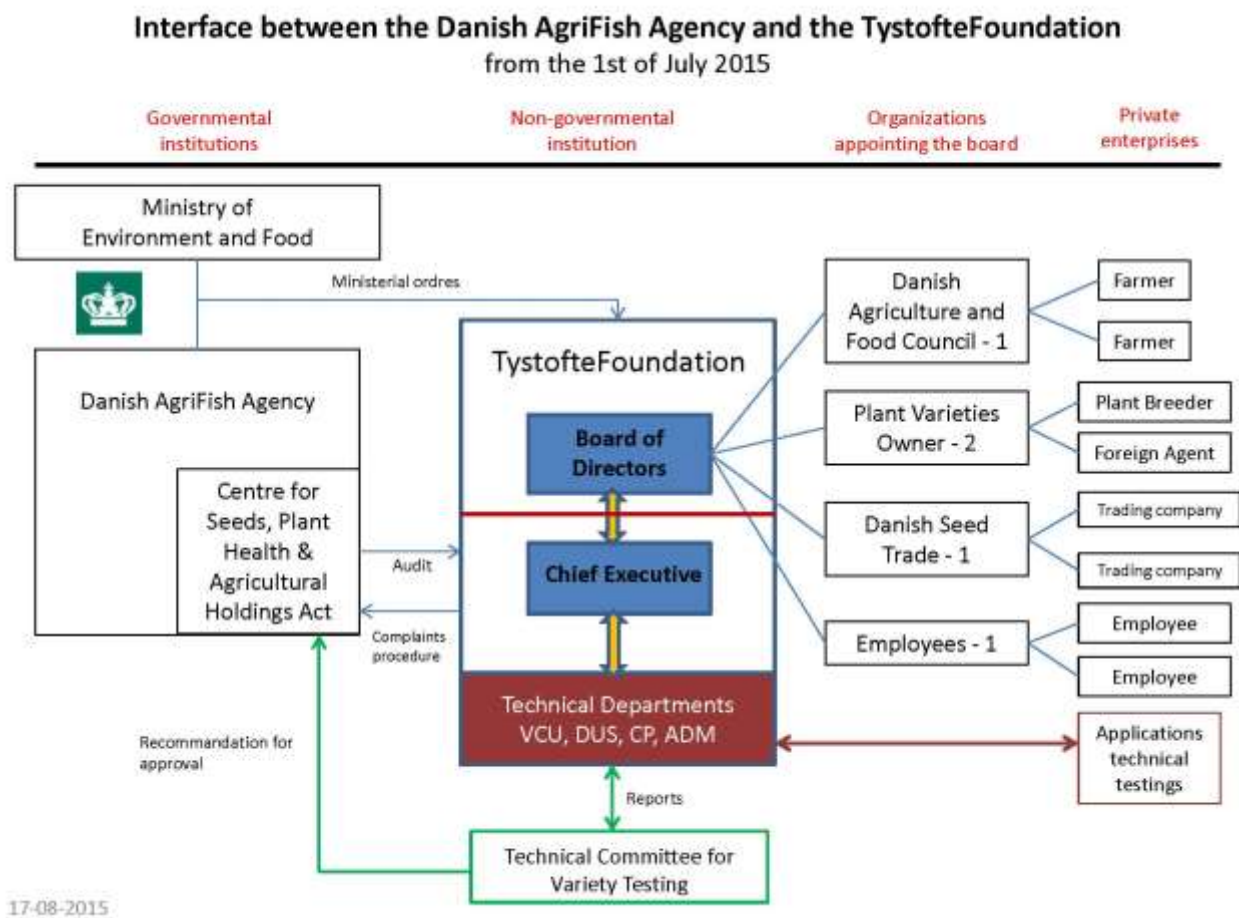 Interface between the Danish AgriFish Agency and the TystofteFoundation
from the 1st of July 2015
Governmental
institutions
Non-governmental
institution
Organizations
appointing the board
Private
enterprises
Ministry of
Environment and Food
Ministerial ordres
Danish AgriFish Agency
Centre for
Seeds, Plant
Health &
Agricultural
Holdings Act
Audit
Complaints
procedure
Recommandation for
approval
TystofteFoundation
Board of
Directors
Chief Executive
Technical Departments
VCU, DUS, CP, ADM
Reports
Technical Committee for
Variety Testing
Danish
Agriculture and
Food Council - 1
Farmer
Farmer
Plant Varieties
Owner - 2
Plant Breeder
Foreign Agent
Danish Seed
Trade - 1
Trading company
Trading company
Employees - 1
Employee
Employee
Applications
technical
testings
17-08-2015